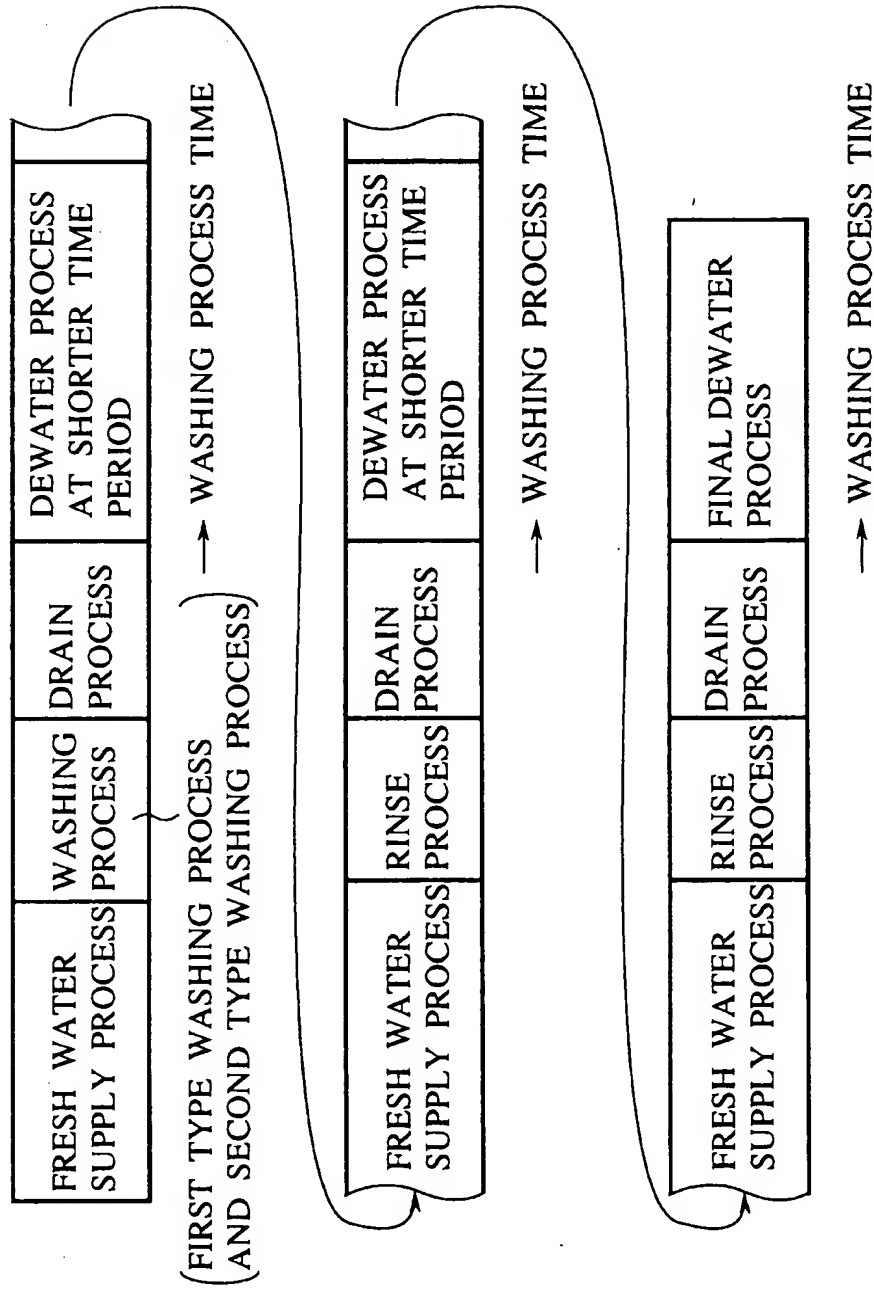 FRESH WATER
SUPPLY PROCESS
WASHING
PROCESS
DRAIN
PROCESS
DEWATER PROCESS
AT SHORTER TIME
PERIOD
WASHING PROCESS TIME
(FIRST TYPE WASHING PROCESS
AND SECOND TYPE WASHING PROCESS)
FRESH WATER
SUPPLY PROCESS
RINSE
PROCESS
DRAIN
PROCESS
DEWATER PROCESS
AT SHORTER TIME
PERIOD
WASHING PROCESS TIME
FRESH WATER
SUPPLY PROCESS
RINSE
PROCESS
DRAIN
PROCESS
FINAL DEWATER
PROCESS
WASHING PROCESS TIME